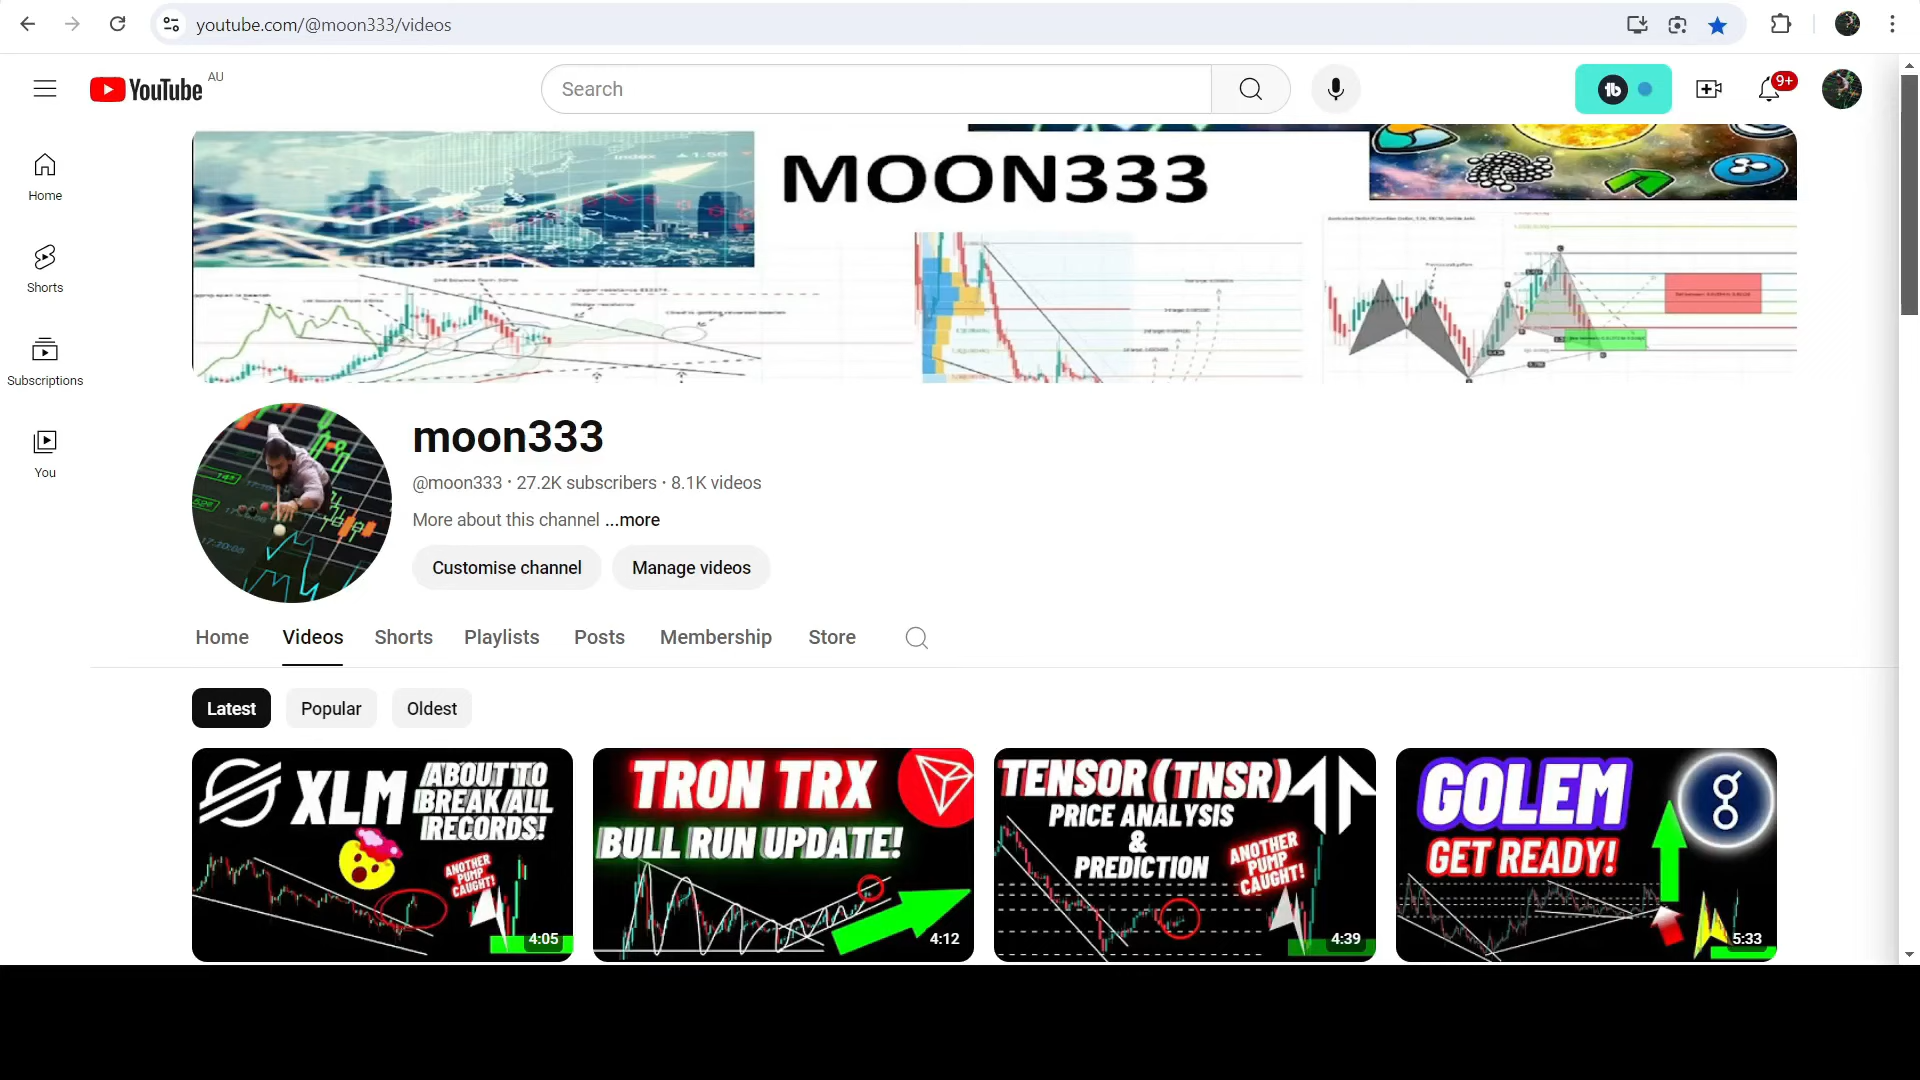 youtube.com/@moon333/videos
YouTube AU
Search
9+
Home
Shorts
Subscriptions
You
MOON333
moon333
@moon333 · 27.2K subscribers · 8.1K videos
More about this channel ...more
Customise channel
Manage videos
Home
Videos
Shorts
Playlists
Posts
Membership
Store
Latest
Popular
Oldest
XLM
ABOUT TO
BREAK ALL
RECORDS!
ANOTHER
PUMP
CAUGHT!
4:05
TRON TRX
BULL RUN UPDATE!
4:12
TENSOR (TNSR)
PRICE ANALYSIS
&
PREDICTION
ANOTHER
PUMP
CAUGHT!
4:39
GOLEM
GET READY!
5:33